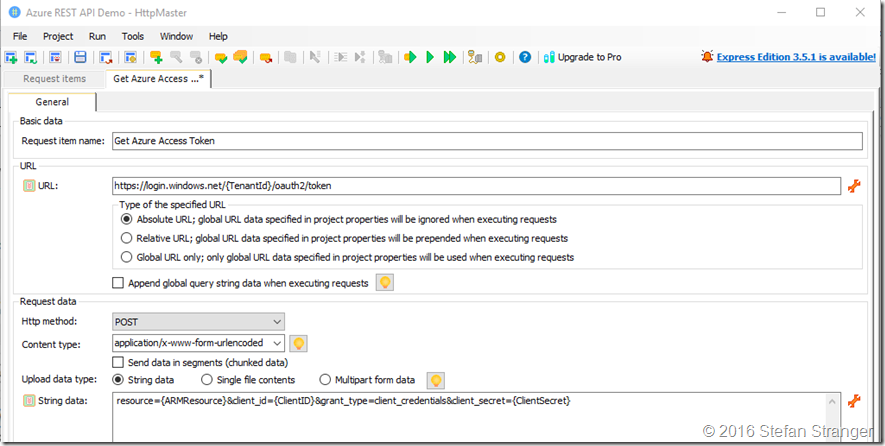 Azure REST API Demo - HttpMaster
File Project Run Tools Window Help
Upgrade to Pro
Express Edition 3.5.1 is available!
Request items
Get Azure Access ...*
General
Basic data
Request item name: Get Azure Access Token
URL
URL: https://login.windows.net/{TenantId}/oauth2/token
Type of the specified URL
Absolute URL; global URL data specified in project properties will be ignored when executing requests
Relative URL; global URL data specified in project properties will be prepended when executing requests
Global URL only; only global URL data specified in project properties will be used when executing requests
Append global query string data when executing requests
Request data
Http method: POST
Content type: application/x-www-form-urlencoded
Send data in segments (chunked data)
Upload data type: String data Single file contents Multipart form data
String data: resource={ARMResource}&client_id={ClientID}&grant_type=client_credentials&client_secret={ClientSecret}
© 2016 Stefan Stranger